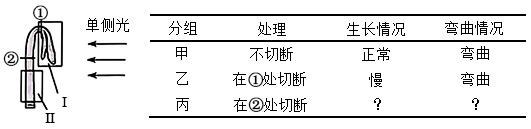 ①
单侧光
②
I
II
分组 处理 生长情况 弯曲情况
甲 不切断 正常 弯曲
乙 在①处切断 慢 弯曲
丙 在②处切断 ? ?